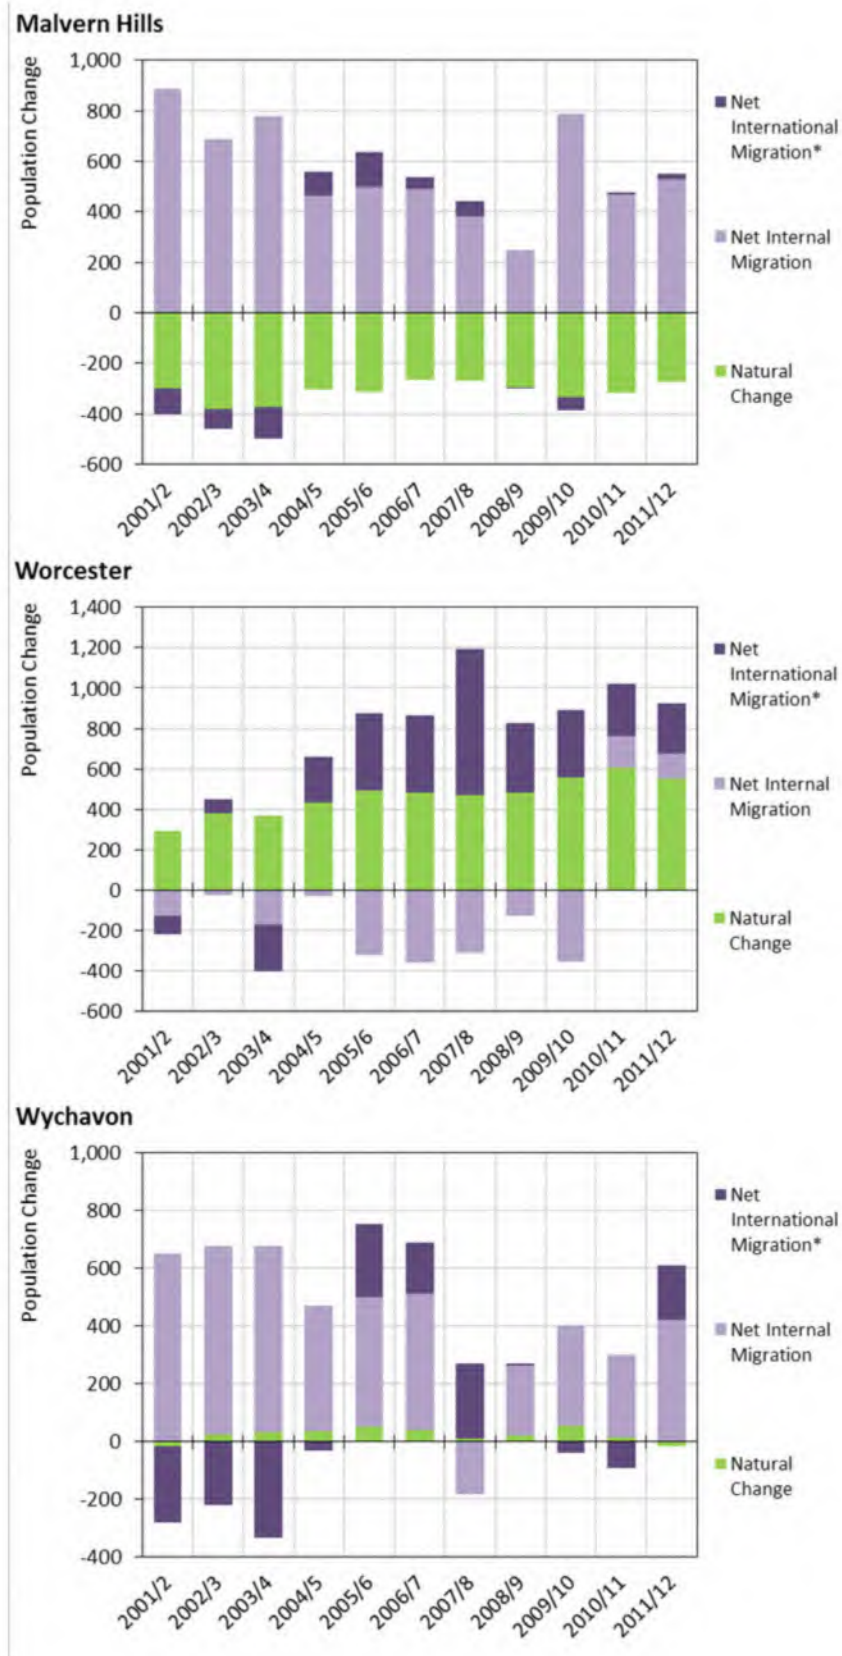 Malvern Hills
Population Change
1,000
800
600
400
200
0
-200
-400
-600
2001/2
2002/3
2003/4
2004/5
2005/6
2006/7
2007/8
2008/9
2009/10
2010/11
2011/12
Net
International
Migration*
Net Internal
Migration
Natural
Change
Worcester
Population Change
1,400
1,200
1,000
800
600
400
200
0
-200
-400
-600
2001/2
2002/3
2003/4
2004/5
2005/6
2006/7
2007/8
2008/9
2009/10
2010/11
2011/12
Net
International
Migration*
Net Internal
Migration
Natural
Change
Wychavon
Population Change
1,000
800
600
400
200
0
-200
-400
2001/2
2002/3
2003/4
2004/5
2005/6
2006/7
2007/8
2008/9
2009/10
2010/11
2011/12
Net
International
Migration*
Net Internal
Migration
Natural
Change